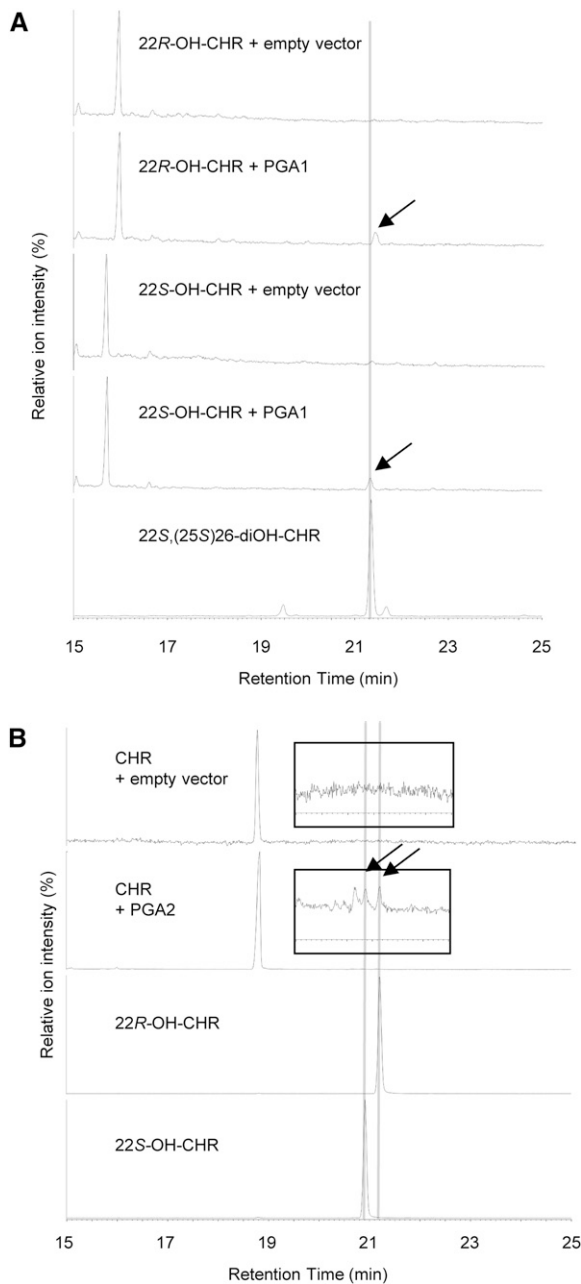 A
22R-OH-CHR + empty vector
22R-OH-CHR + PGA1
22S-OH-CHR + empty vector
22S-OH-CHR + PGA1
22S,(25S)26-diOH-CHR
Relative ion intensity (%)
15 17 19 21 23 25
Retention Time (min)
B
CHR
+ empty vector
CHR
+ PGA2
22R-OH-CHR
22S-OH-CHR
Relative ion intensity (%)
15 17 19 21 23 25
Retention Time (min)